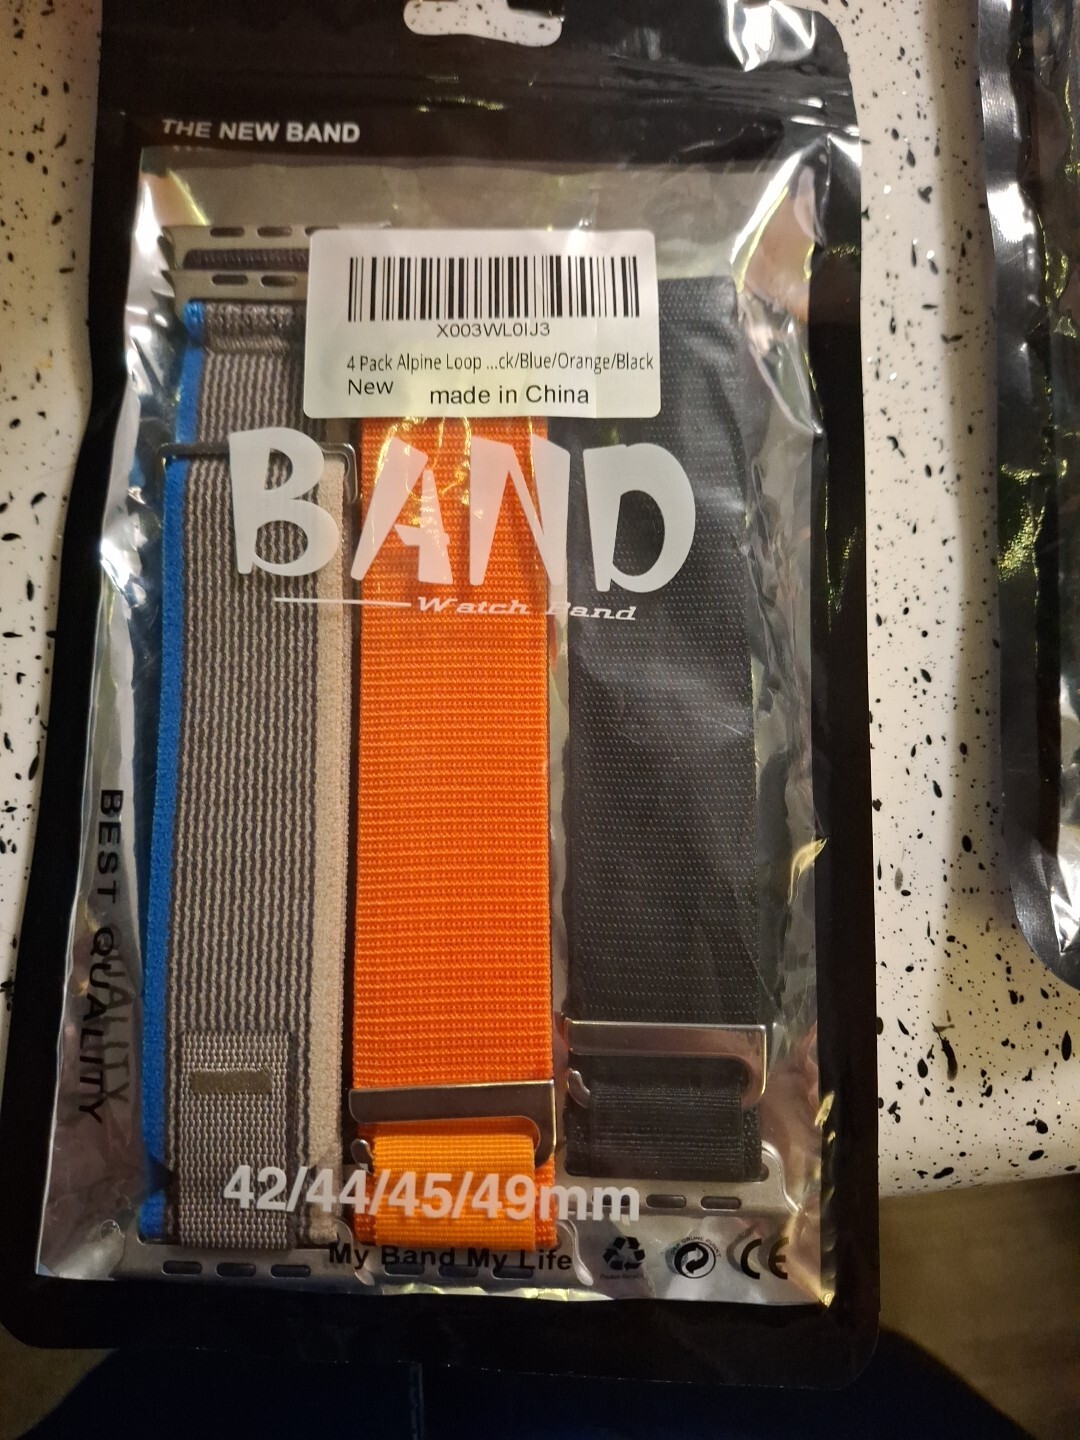 THE NEW BAND
X003WL0IJ3
4 Pack Alpine Loop ...ck/Blue/Orange/Black
New
made in China
BAND
Watch Band
BEST QUALITY
42/44/45/49mm
My Band My Life
CE